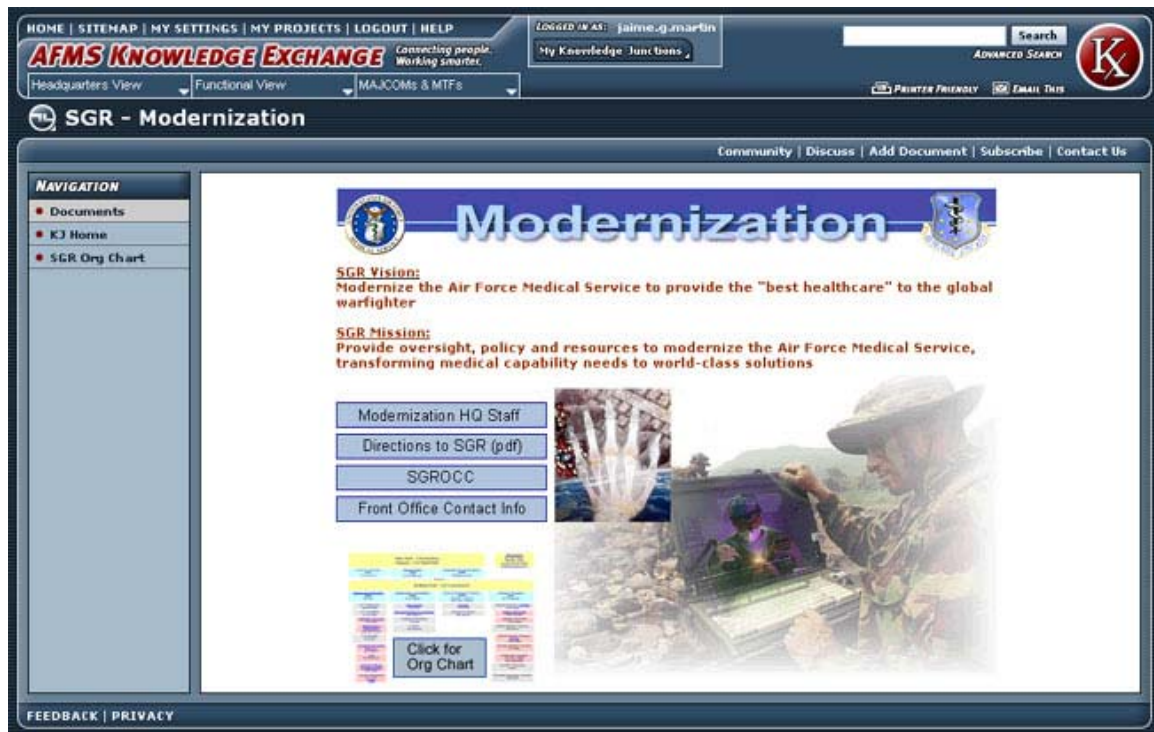 HOME | SITEMAP | MY SETTINGS | MY PROJECTS | LOGOUT | HELP
LOGGED IN AS: jaime.g.martin
Search
AFMS KNOWLEDGE EXCHANGE
Connecting people.
Working smarter.
My Knowledge Junctions
ADVANCED SEARCH
Kx
Headquarters View
Functional View
MAJCOMs & MTFs
PRINTER FRIENDLY
EMAIL THIS
SGR - Modernization
Community | Discuss | Add Document | Subscribe | Contact Us
NAVIGATION
Documents
KJ Home
SGR Org Chart
Modernization
SGR Vision:
Modernize the Air Force Medical Service to provide the "best healthcare" to the global
warfighter
SGR Mission:
Provide oversight, policy and resources to modernize the Air Force Medical Service,
transforming medical capability needs to world-class solutions
Modernization HQ Staff
Directions to SGR (pdf)
SGROCC
Front Office Contact Info
Click for
Org Chart
FEEDBACK | PRIVACY